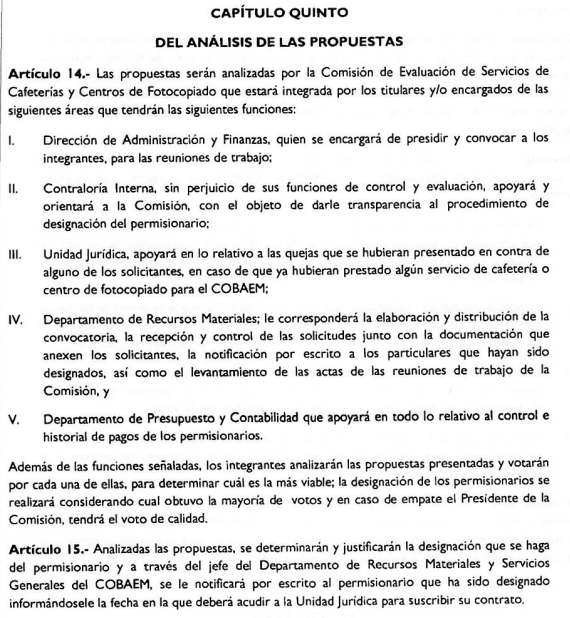 CAPÍTULO QUINTO
DEL ANÁLISIS DE LAS PROPUESTAS
Artículo 14.- Las propuestas serán analizadas por la Comisión de Evaluación de Servicios de
Cafeterías y Centros de Fotocopiado que estará integrada por los titulares y/o encargados de las
siguientes áreas que tendrán las siguientes funciones:
I. Dirección de Administración y Finanzas, quien se encargará de presidir y convocar a los
integrantes, para las reuniones de trabajo;
II. Contraloría Interna, sin perjuicio de sus funciones de control y evaluación, apoyará y
orientará a la Comisión, con el objeto de darle transparencia al procedimiento de
designación del permisionario;
III. Unidad Jurídica, apoyará en lo relativo a las quejas que se hubieran presentado en contra de
alguno de los solicitantes, en caso de que ya hubieran prestado algún servicio de cafetería o
centro de fotocopiado para el COBAEM;
IV. Departamento de Recursos Materiales; le corresponderá la elaboración y distribución de la
convocatoria, la recepción y control de las solicitudes junto con la documentación que
anexen los solicitantes, la notificación por escrito a los particulares que hayan sido
designados, así como el levantamiento de las actas de las reuniones de trabajo de la
Comisión, y
V. Departamento de Presupuesto y Contabilidad que apoyará en todo lo relativo al control e
historial de pagos de los permisionarios.
Además de las funciones señaladas, los integrantes analizarán las propuestas presentadas y votarán
por cada una de ellas, para determinar cuál es la más viable; la designación de los permisionarios se
realizará considerando cual obtuvo la mayoría de votos y en caso de empate el Presidente de la
Comisión, tendrá el voto de calidad.
Artículo 15.- Analizadas las propuestas, se determinarán y justificarán la designación que se haga
del permisionario y a través del jefe del Departamento de Recursos Materiales y Servicios
Generales del COBAEM, se le notificará por escrito al permisionario que ha sido designado
informándosele la fecha en la que deberá acudir a la Unidad Jurídica para suscribir su contrato.